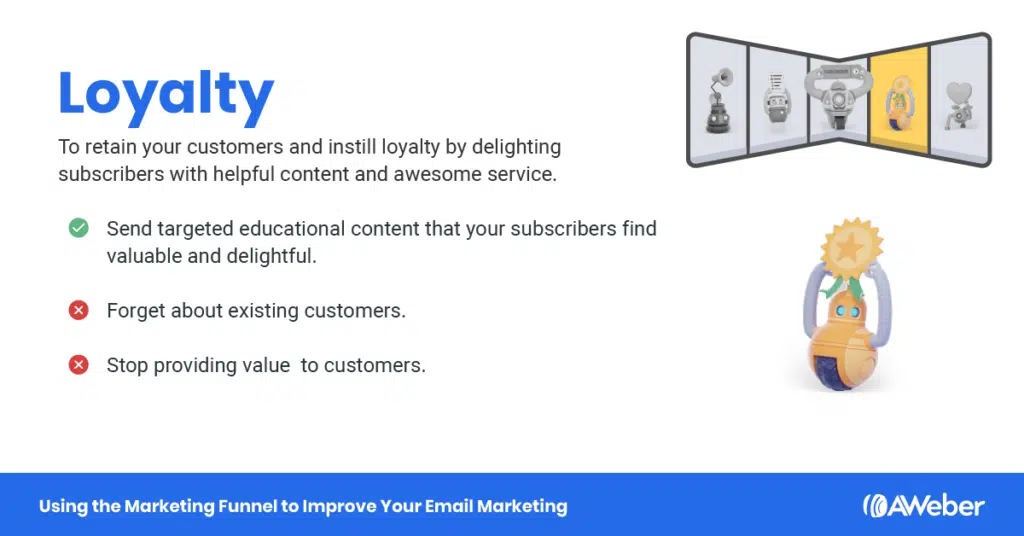 Loyalty
To retain your customers and instill loyalty by delighting
subscribers with helpful content and awesome service.
Send targeted educational content that your subscribers find
valuable and delightful.
Forget about existing customers.
Stop providing value  to customers.
Using the Marketing Funnel to Improve Your Email Marketing
AWeber